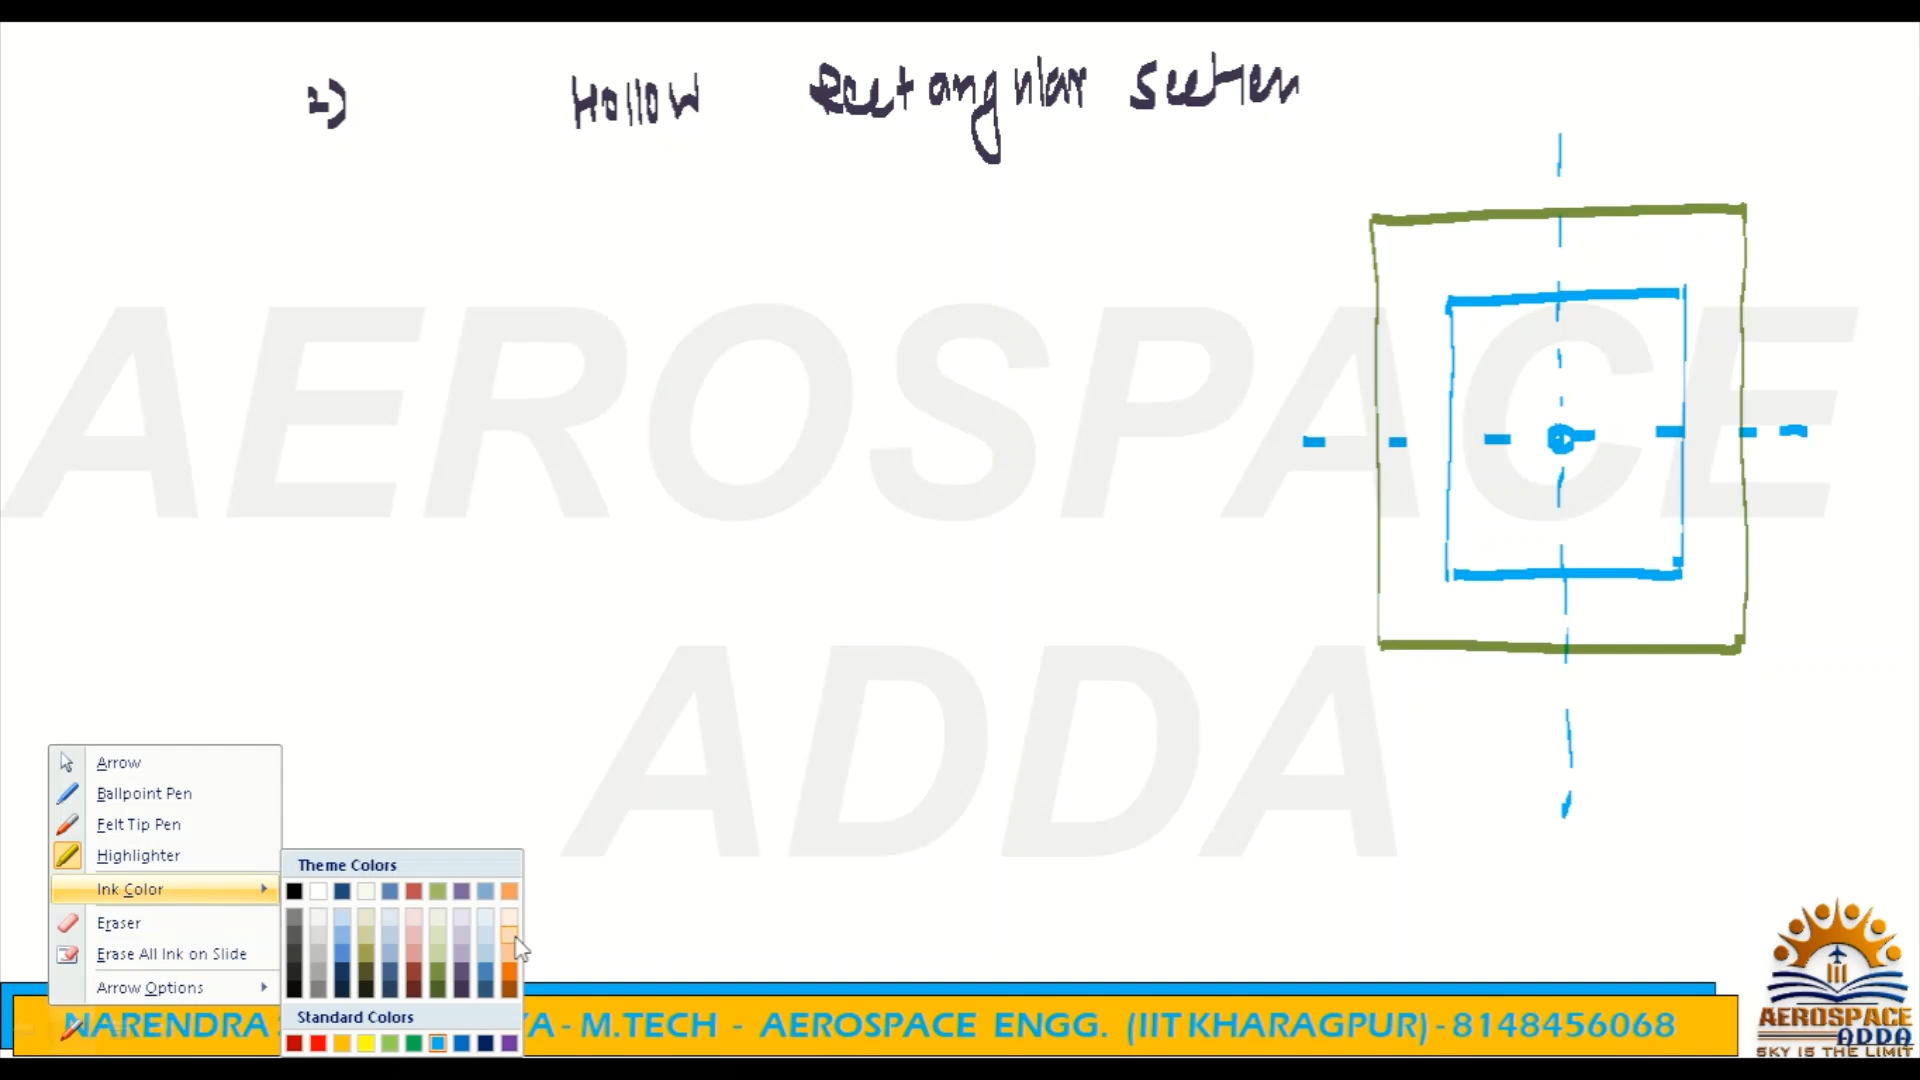 2) Hollow Rectangular Section
AEROSPACE
ADDA
Arrow
Ballpoint Pen
Felt Tip Pen
Highlighter
Ink Color
Eraser
Erase All Ink on Slide
Arrow Options
Theme Colors
Standard Colors
NARENDRA - M.TECH - AEROSPACE ENGG. (IIT KHARAGPUR) - 8148456068
AEROSPACE
ADDA
SKY IS THE LIMIT